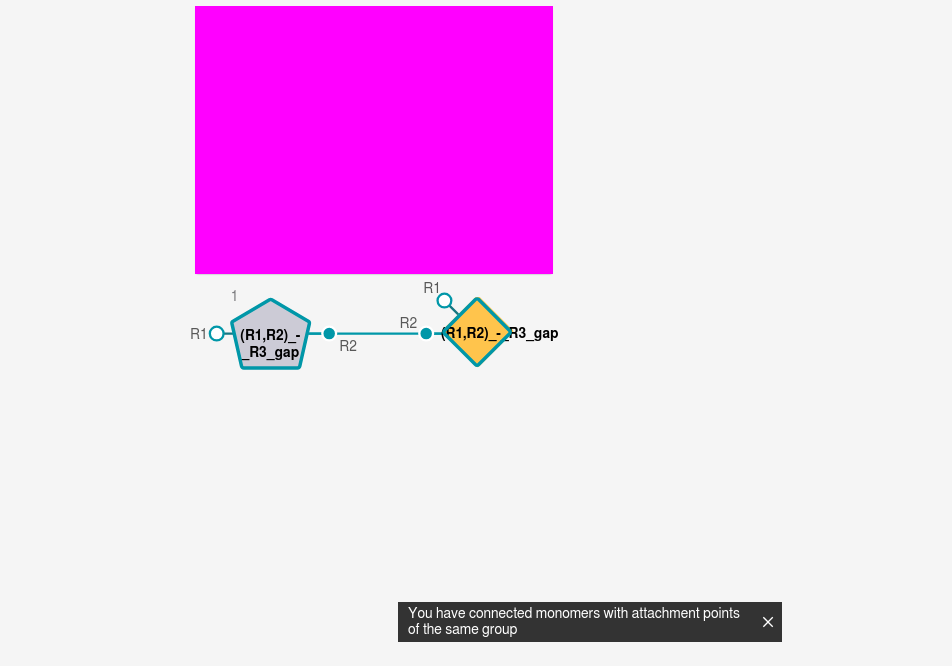 R1
1
R1
(R1,R2)_-
_R3_gap
R2
R2
(R1,R2)_-_R3_gap
You have connected monomers with attachment points
of the same group